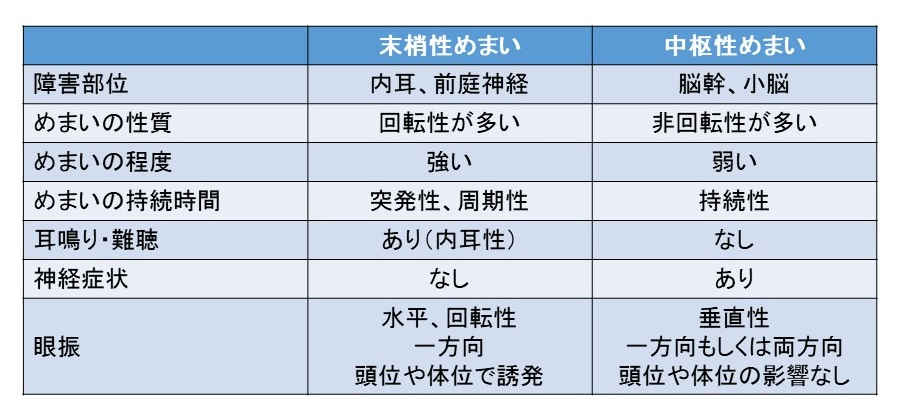 末梢性めまい 中枢性めまい
障害部位 内耳、前庭神経 脳幹、小脳
めまいの性質 回転性が多い 非回転性が多い
めまいの程度 強い 弱い
めまいの持続時間 突発性、周期性 持続性
耳鳴り・難聴 あり（内耳性） なし
神経症状 なし あり
眼振
水平、回転性
一方向
頭位や体位で誘発
垂直性
一方向もしくは両方向
頭位や体位の影響なし